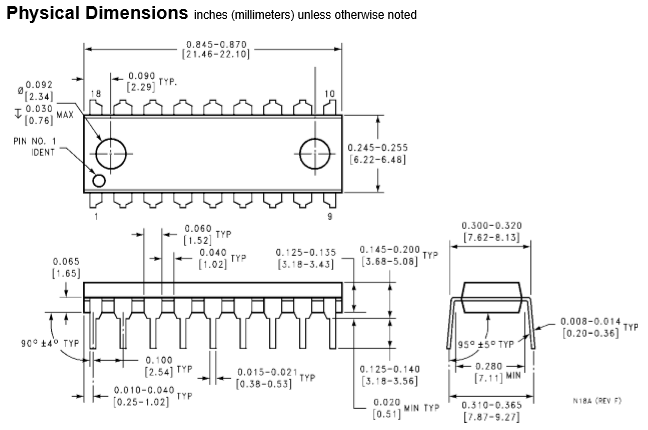 Physical Dimensions inches (millimeters) unless otherwise noted
0.845-0.870
[21.46-22.10]
0.092
[2.34]
0.090
[2.29] TYP.
18
10
0.030
[0.76] MAX
PIN NO. 1
IDENT
0.245-0.255
[6.22-6.48]
1
9
0.060
[1.52] TYP
0.040
[1.02] TYP
0.125-0.135
[3.18-3.43]
0.145-0.200
[3.68-5.08] TYP
0.300-0.320
[7.62-8.13]
0.065
[1.65]
90° ±4° TYP
0.100
[2.54] TYP
0.015-0.021
[0.38-0.53] TYP
0.010-0.040
[0.25-1.02] TYP
0.125-0.140
[3.18-3.56]
0.020
[0.51] MIN TYP
0.008-0.014
[0.20-0.36] TYP
95° ±5° TYP
0.280
[7.11] MIN
0.310-0.365
[7.87-9.27]
N18A (REV F)